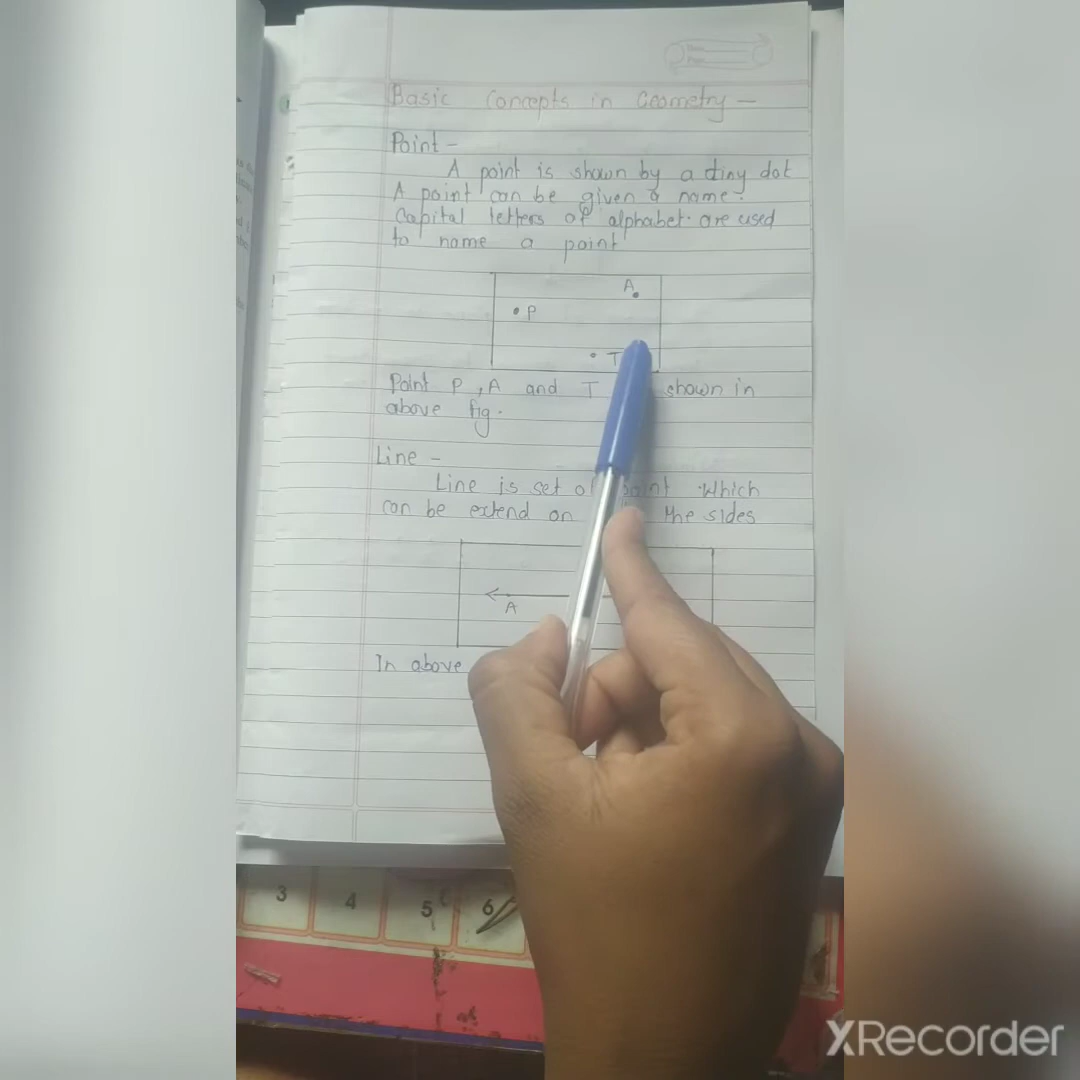 Basic Concepts in Geometry -
Point -
A point is shown by a tiny dot
A point can be given a name.
Capital letters of alphabet are used
to name a point
A
P
T
Point P, A and T shown in
above fig.
Line -
Line is set of point which
can be extend on the sides
A
In above
3 4 5 6
XRecorder